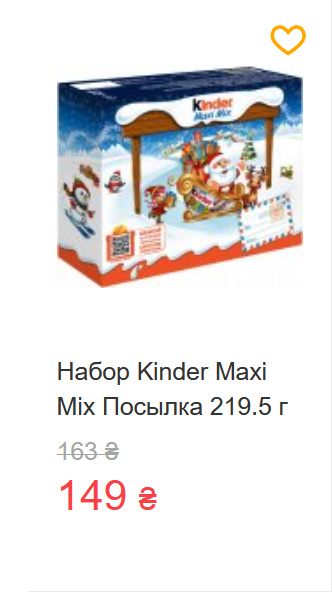 Kinder
Maxi Mix
Набор Kinder Maxi
Mix Посылка 219.5 г
163 ₴
149 ₴